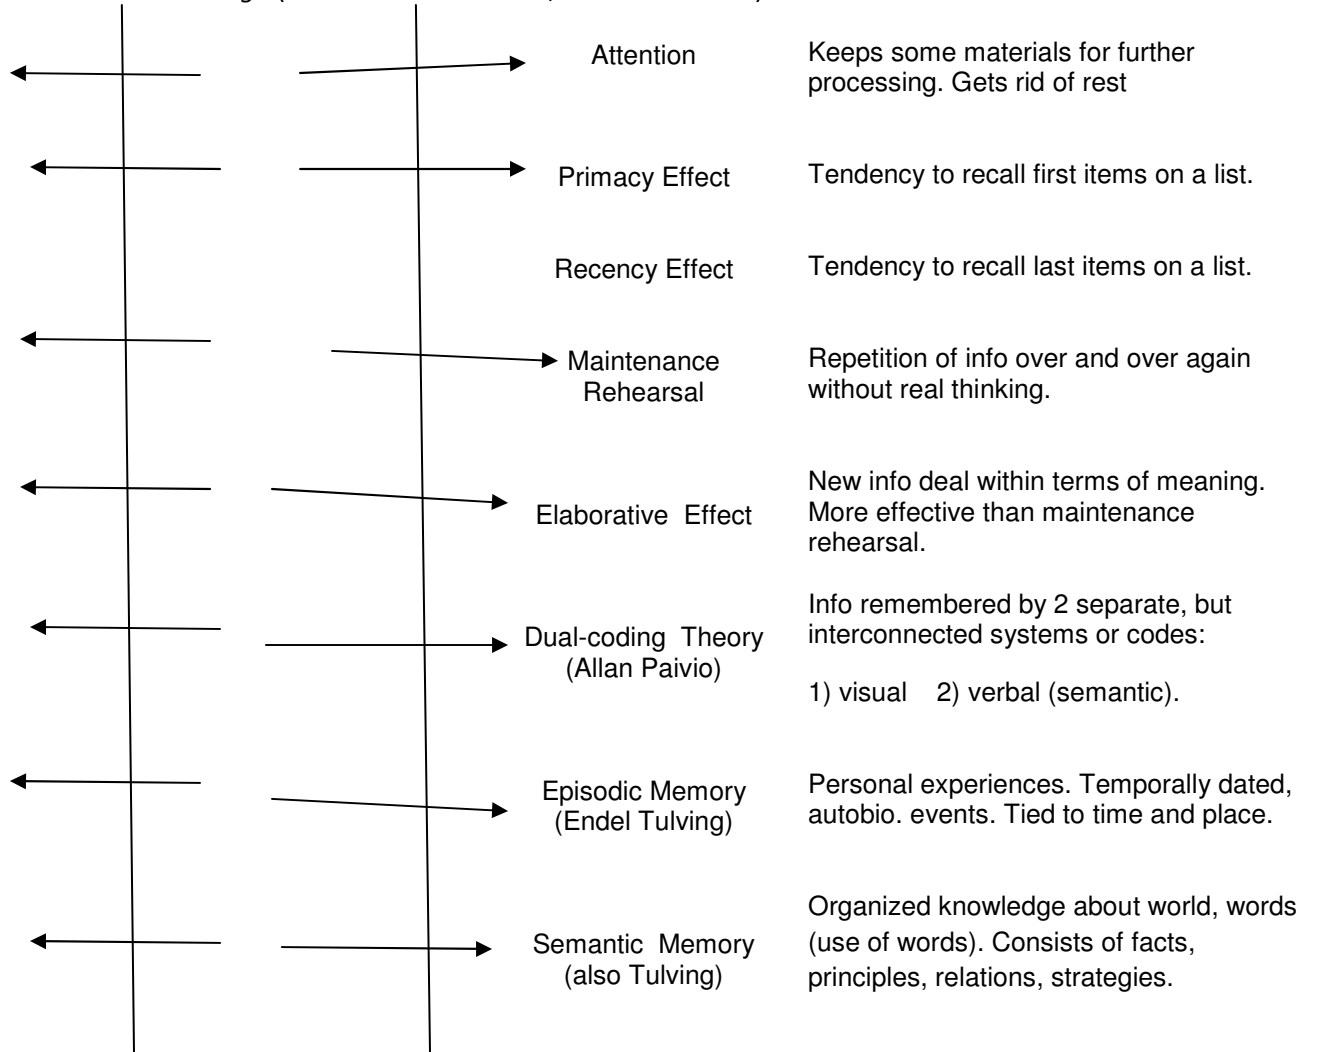 Attention
Keeps some materials for further
processing. Gets rid of rest
Primacy Effect
Tendency to recall first items on a list.
Recency Effect
Tendency to recall last items on a list.
Maintenance
Rehearsal
Repetition of info over and over again
without real thinking.
Elaborative Effect
New info deal within terms of meaning.
More effective than maintenance
rehearsal.
Dual-coding Theory
(Allan Paivio)
Info remembered by 2 separate, but
interconnected systems or codes:
1) visual 2) verbal (semantic).
Episodic Memory
(Endel Tulving)
Personal experiences. Temporally dated,
autobio. events. Tied to time and place.
Semantic Memory
(also Tulving)
Organized knowledge about world, words
(use of words). Consists of facts,
principles, relations, strategies.